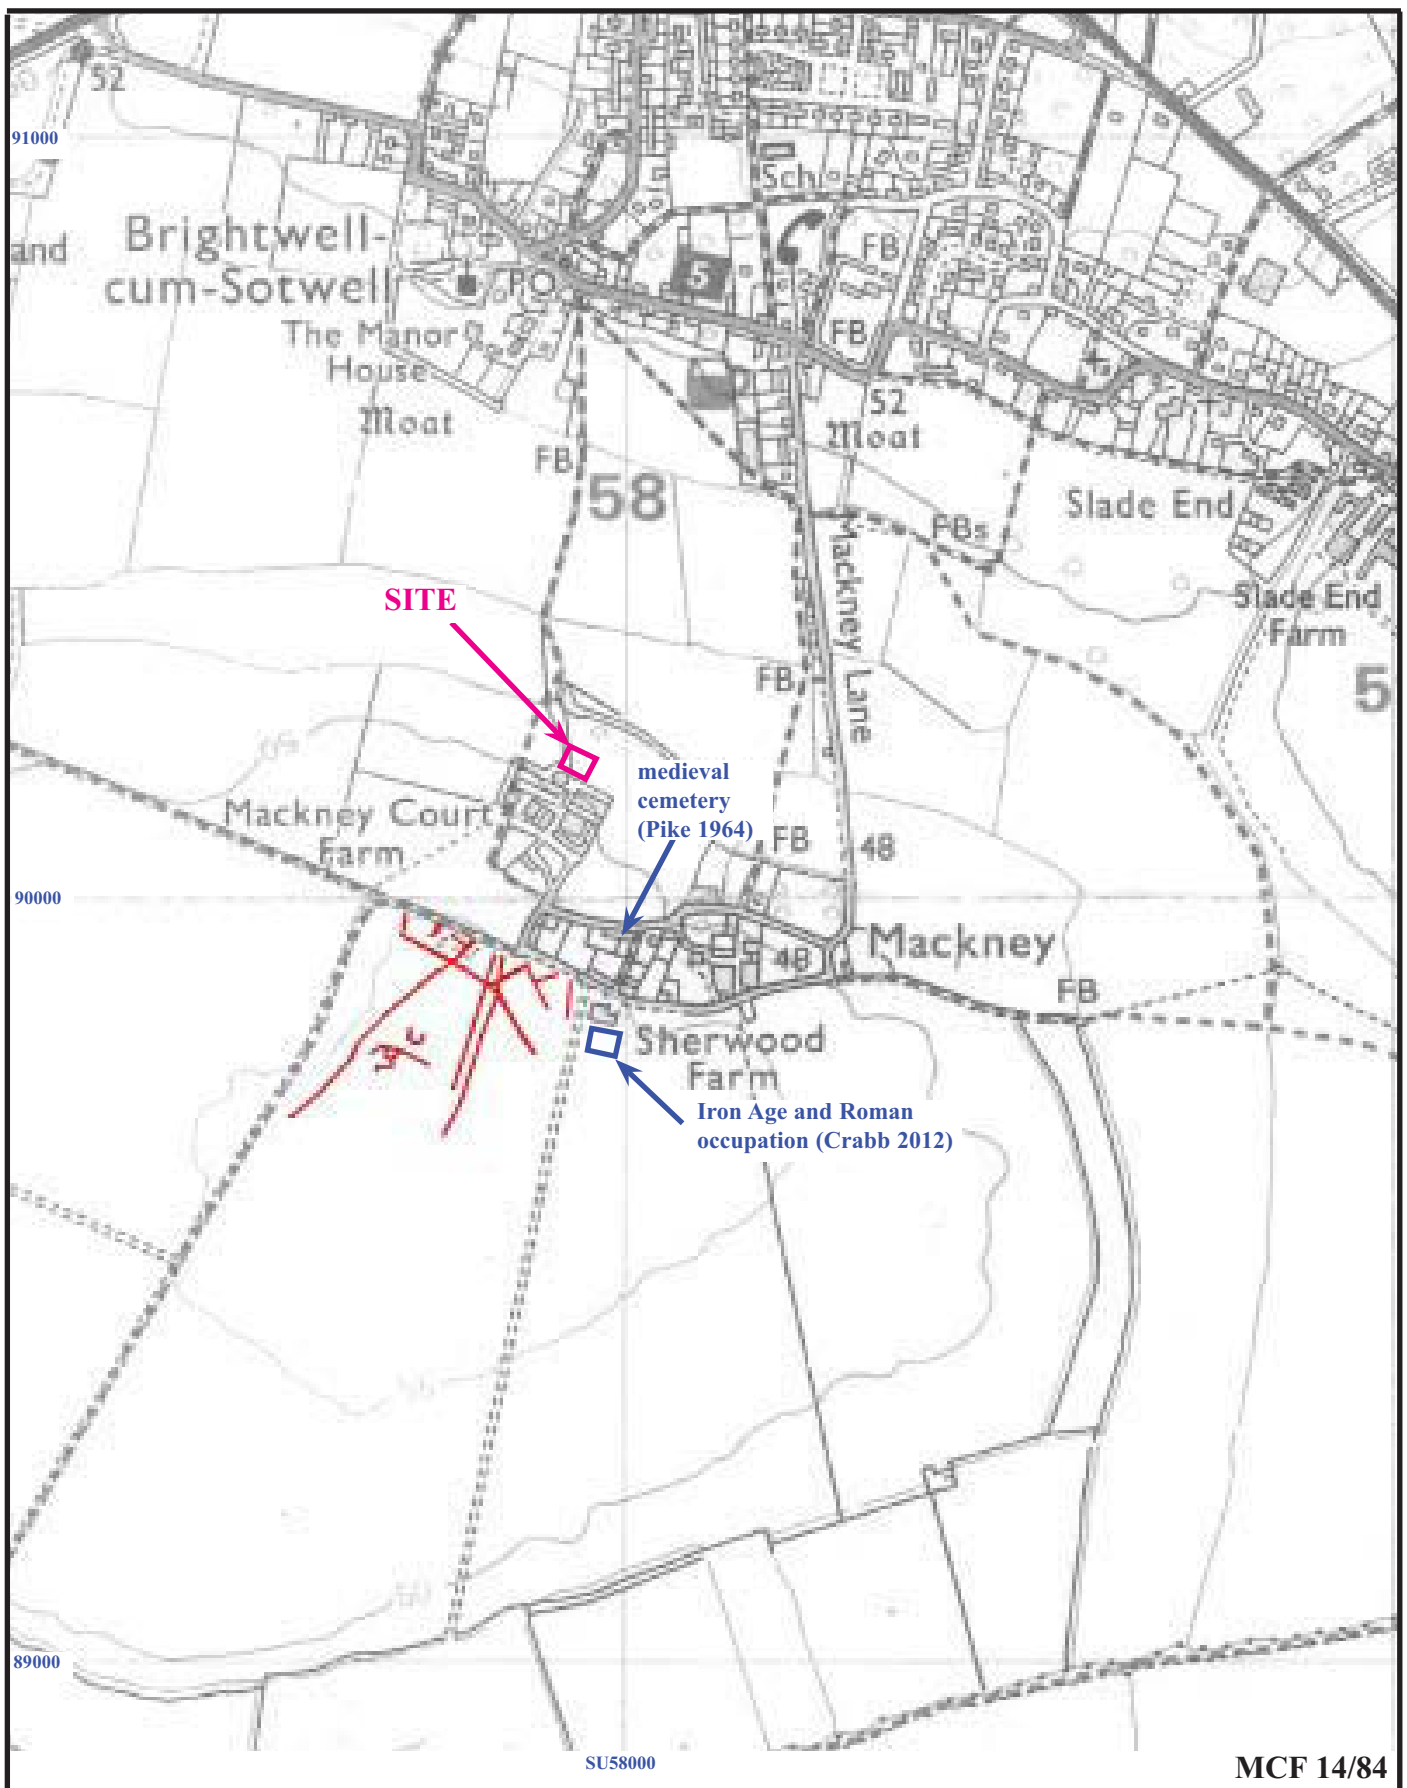 52
91000
Sch
and
Brightwell-
cum-Sotwell
PO
5
FB
The Manor
House
Moat
FB
52
Moat
FB
58
Slade End
FBs
Mackney Lane
SITE
Slade End
Farm
FB
5
medieval
cemetery
(Pike 1964)
Mackney Court
Farm
FB
48
90000
Mackney
48
FB
Sherwood
Farm
Iron Age and Roman
occupation (Crabb 2012)
89000
SU58000
MCF 14/84